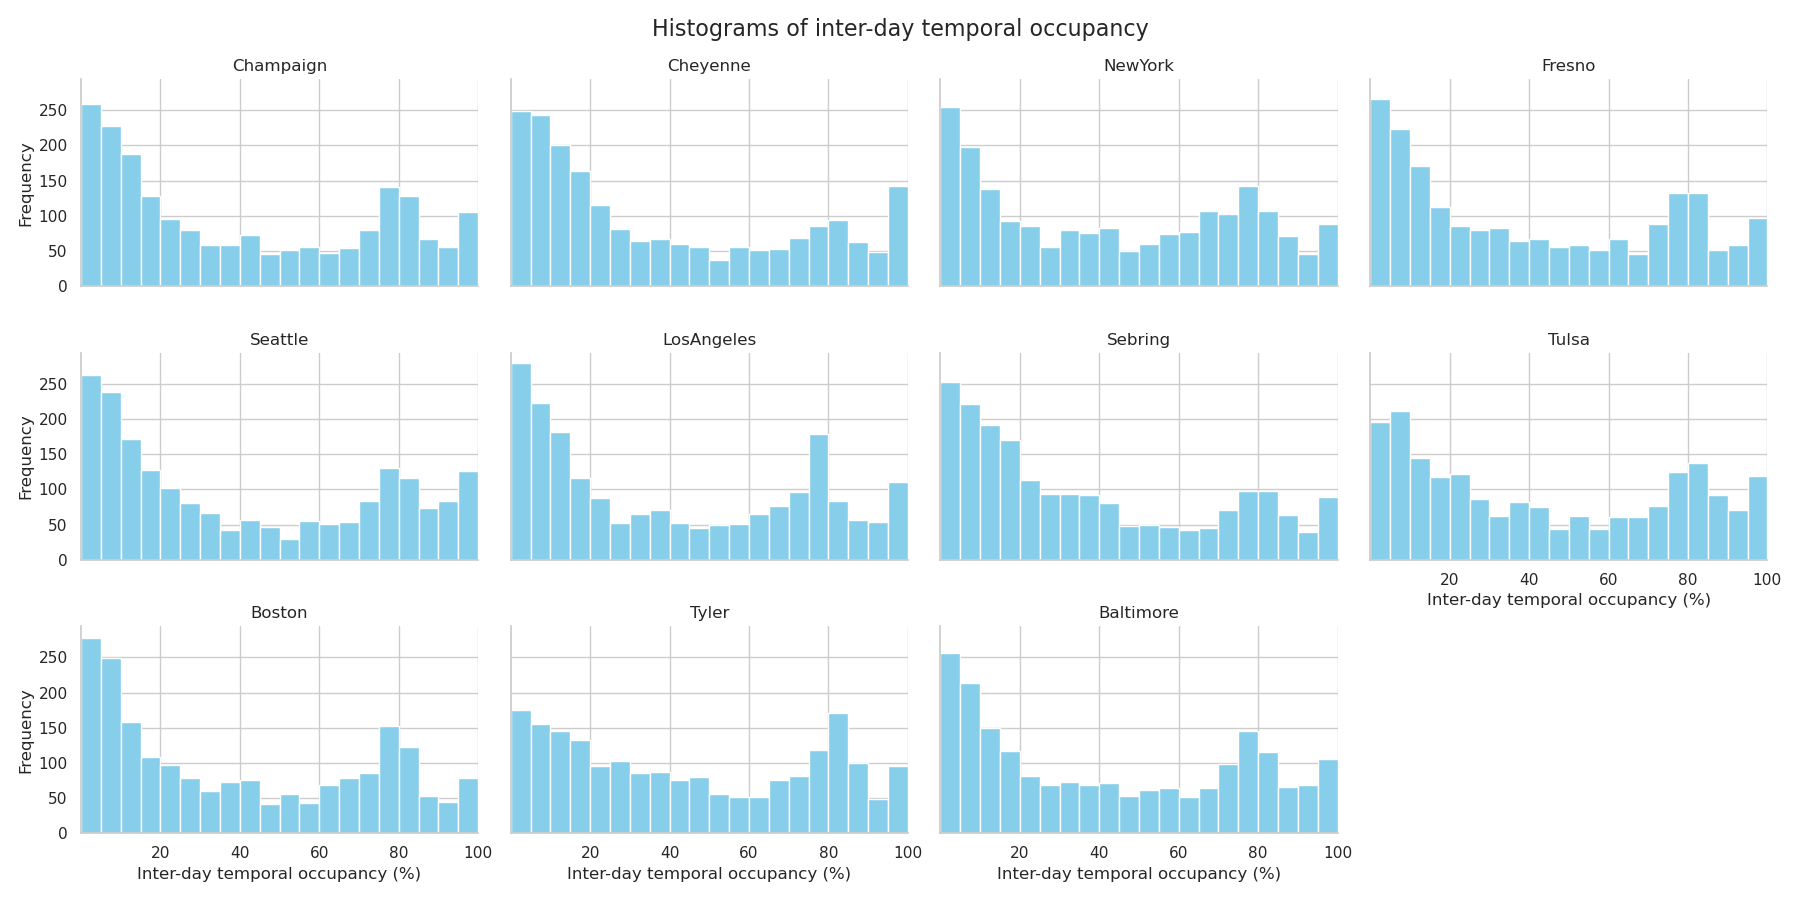 Histograms of inter-day temporal occupancy
Champaign
Cheyenne
NewYork
Fresno
Frequency
250
200
150
100
50
0
Seattle
LosAngeles
Sebring
Tulsa
Frequency
250
200
150
100
50
0
20 40 60 80 100
Inter-day temporal occupancy (%)
Boston
Tyler
Baltimore
Frequency
250
200
150
100
50
0
20 40 60 80 100
20 40 60 80 100
20 40 60 80 100
Inter-day temporal occupancy (%)
Inter-day temporal occupancy (%)
Inter-day temporal occupancy (%)